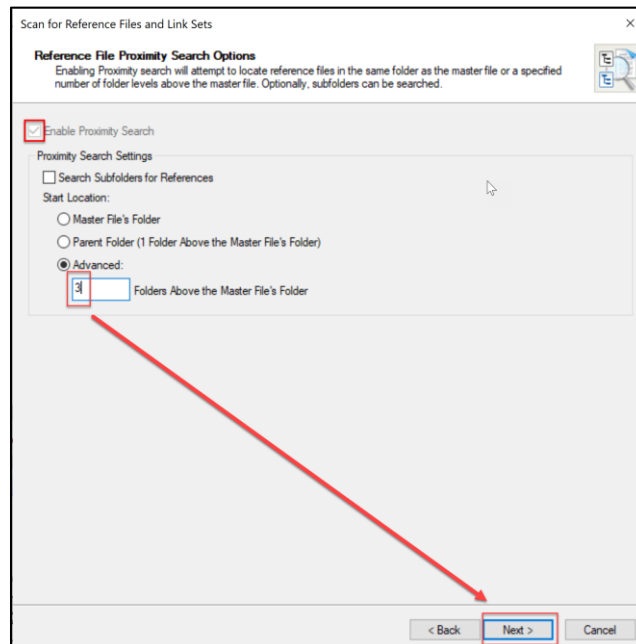 Scan for Reference Files and Link Sets
Reference File Proximity Search Options
Enabling Proximity search will attempt to locate reference files in the same folder as the master file or a specified
number of folder levels above the master file. Optionally, subfolders can be searched.
Enable Proximity Search
Proximity Search Settings
Search Subfolders for References
Start Location:
Master File's Folder
Parent Folder (1 Folder Above the Master File's Folder)
Advanced:
3 Folders Above the Master File's Folder
< Back Next > Cancel